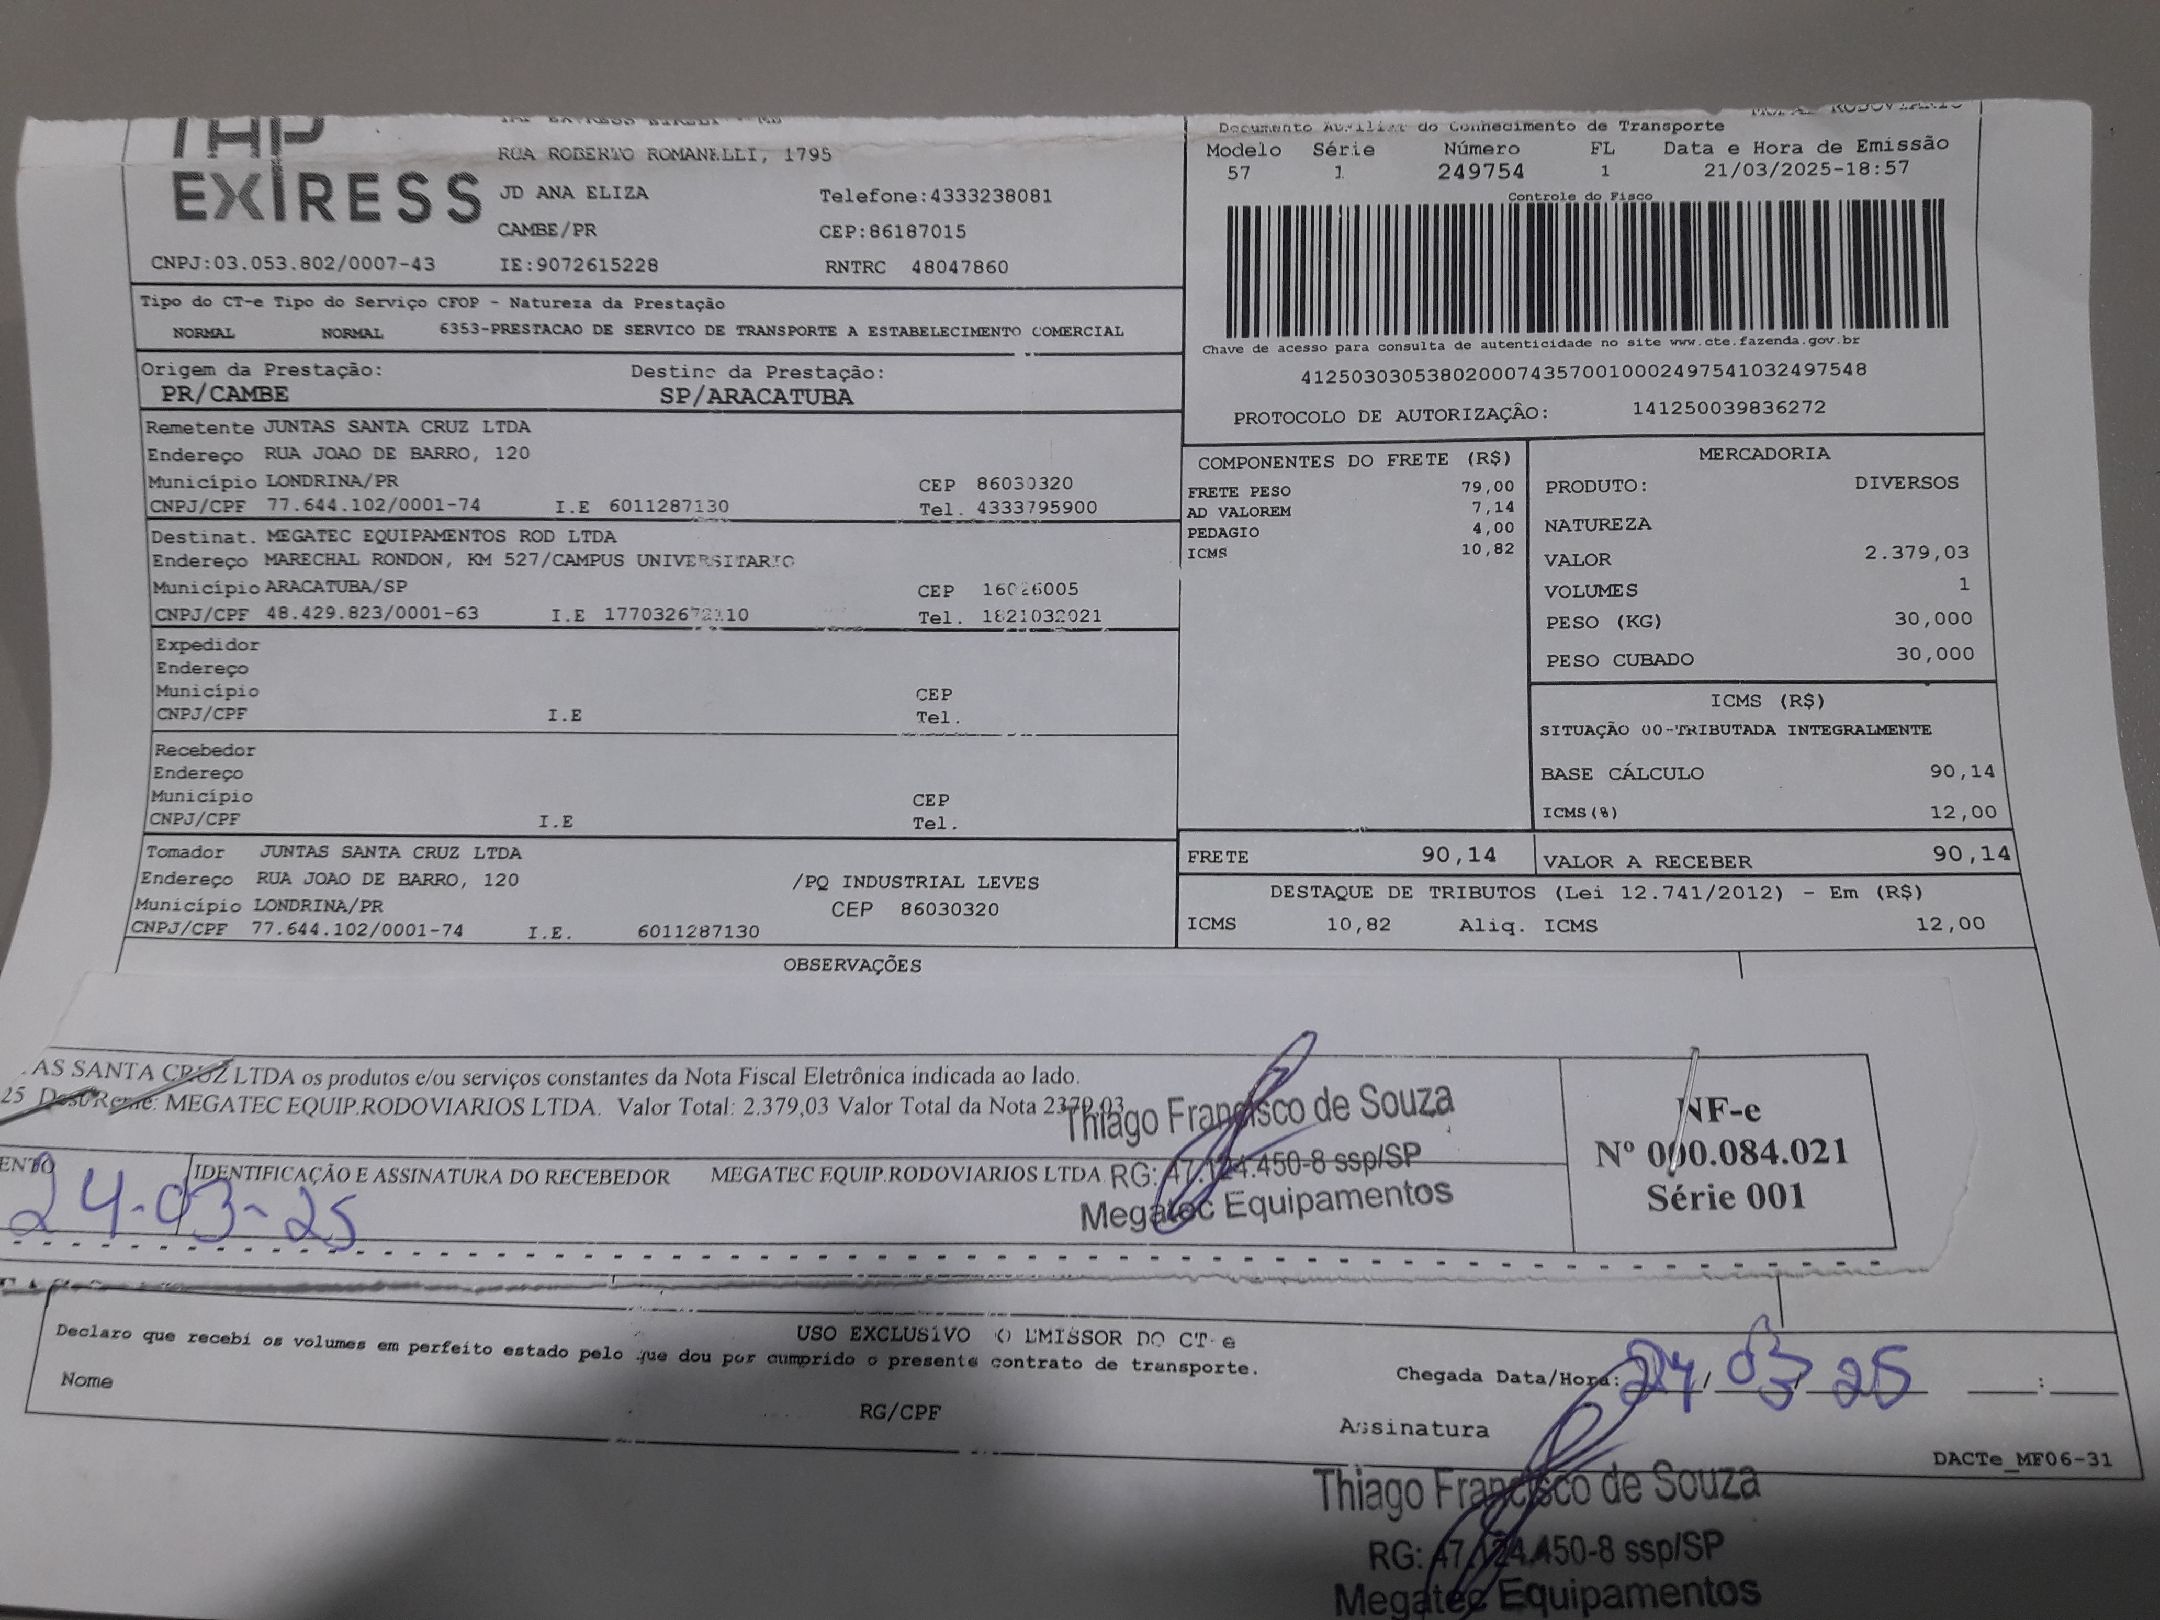 EXPRESS
RUA ROBERTO ROMANELLI, 1795
JD ANA ELIZA Telefone:4333238081
CAMBE/PR CEP:86187015
CNPJ:03.053.802/0007-43 IE:9072615228 RNTRC 48047860
Documento Auxiliar do Conhecimento de Transporte
Modelo Série Número FL Data e Hora de Emissão
57 1 249754 1 21/03/2025-18:57
Controle do Fisco
Chave de acesso para consulta de autenticidade no site www.cte.fazenda.gov.br
41250303053802000743570010002497541032497548
PROTOCOLO DE AUTORIZAÇÃO: 141250039836272
Tipo do CT-e Tipo do Serviço CFOP - Natureza da Prestação
NORMAL NORMAL 6353-PRESTACAO DE SERVICO DE TRANSPORTE A ESTABELECIMENTO COMERCIAL
Origem da Prestação: Destino da Prestação:
PR/CAMBE SP/ARACATUBA
Remetente JUNTAS SANTA CRUZ LTDA
Endereço RUA JOAO DE BARRO, 120
Município LONDRINA/PR CEP 86030320
CNPJ/CPF 77.644.102/0001-74 I.E 6011287130 Tel. 4333795900
Destinat. MEGATEC EQUIPAMENTOS ROD LTDA
Endereço MARECHAL RONDON, KM 527/CAMPUS UNIVERSITARIO
Município ARACATUBA/SP CEP 16026005
CNPJ/CPF 48.429.823/0001-63 I.E Tel. 1821032021
Expedidor
Endereço
Município CEP
CNPJ/CPF I.E Tel.
Recebedor
Endereço
Município CEP
CNPJ/CPF I.E Tel.
Tomador JUNTAS SANTA CRUZ LTDA
Endereço RUA JOAO DE BARRO, 120 /PQ INDUSTRIAL LEVES
Município LONDRINA/PR CEP 86030320
CNPJ/CPF 77.644.102/0001-74 I.E. 6011287130
COMPONENTES DO FRETE (R$)
FRETE PESO 79,00
AD VALOREM 7,14
PEDAGIO 4,00
ICMS 10,82
MERCADORIA
PRODUTO: DIVERSOS
NATUREZA
VALOR 2.379,03
VOLUMES 1
PESO (KG) 30,000
PESO CUBADO 30,000
ICMS (R$)
SITUAÇÃO 00-TRIBUTADA INTEGRALMENTE
BASE CÁLCULO 90,14
ICMS(%) 12,00
FRETE 90,14 VALOR A RECEBER 90,14
DESTAQUE DE TRIBUTOS (Lei 12.741/2012) - Em (R$)
ICMS 10,82 Aliq. ICMS 12,00
OBSERVAÇÕES
AS SANTA CRUZ LTDA os produtos e/ou serviços constantes da Nota Fiscal Eletrônica indicada ao lado.
25 Dest/Reme: MEGATEC EQUIP.RODOVIARIOS LTDA. Valor Total: 2.379,03 Valor Total da Nota 2379,03
ENTO IDENTIFICAÇÃO E ASSINATURA DO RECEBEDOR MEGATEC EQUIP.RODOVIARIOS LTDA
24-03-25
Thiago Francisco de Souza
RG: 47.124.450-8 ssp/SP
Megatec Equipamentos
NF-e
Nº 000.084.021
Série 001
USO EXCLUSIVO O EMISSOR DO CT-e
Declaro que recebi os volumes em perfeito estado pelo que dou por cumprido o presente contrato de transporte.
Nome RG/CPF
Chegada Data/Hora: 24/03/25 :
Assinatura
DACTe_MF06-31
Thiago Francisco de Souza
RG: 47.124.450-8 ssp/SP
Megatec Equipamentos